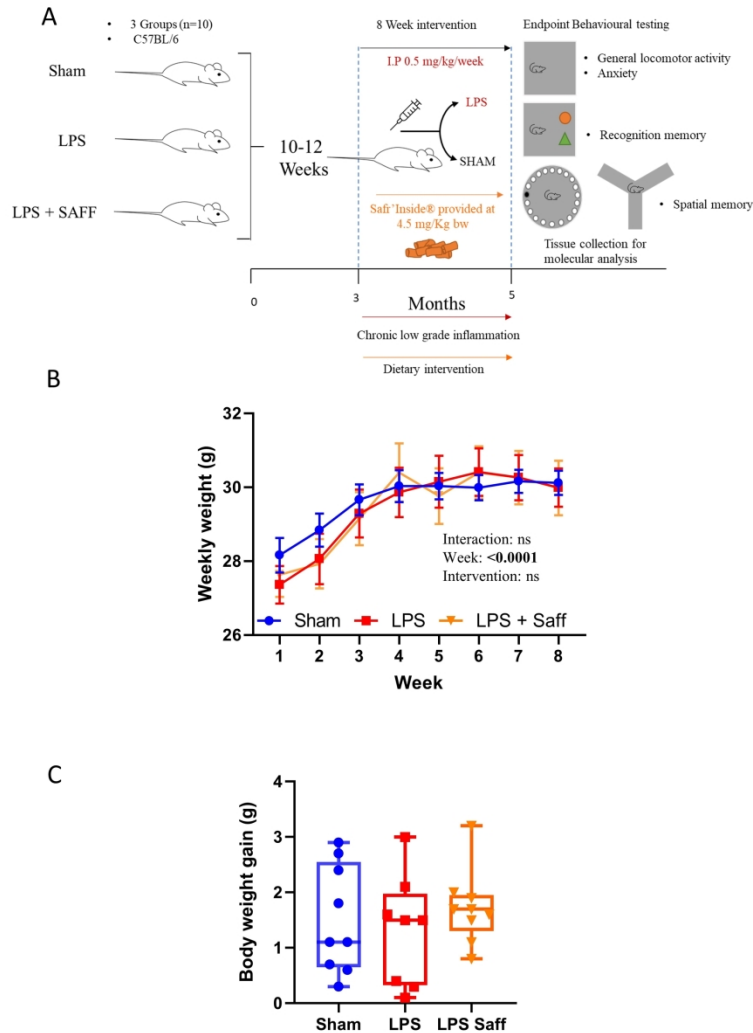 A
• 3 Groups (n=10)
• C57BL/6
Sham
LPS
LPS + SAFF
10-12
Weeks
8 Week intervention
I.P 0.5 mg/kg/week
LPS
SHAM
Safr'Inside® provided at
4.5 mg/Kg bw
Endpoint Behavioural testing
• General locomotor activity
• Anxiety
• Recognition memory
• Spatial memory
Tissue collection for
molecular analysis
0
3
5
Months
Chronic low grade inflammation
Dietary intervention
B
Weekly weight (g)
32
30
28
26
Interaction: ns
Week: <0.0001
Intervention: ns
Sham LPS LPS + Saff
1 2 3 4 5 6 7 8
Week
C
Body weight gain (g)
4
3
2
1
0
Sham LPS LPS Saff